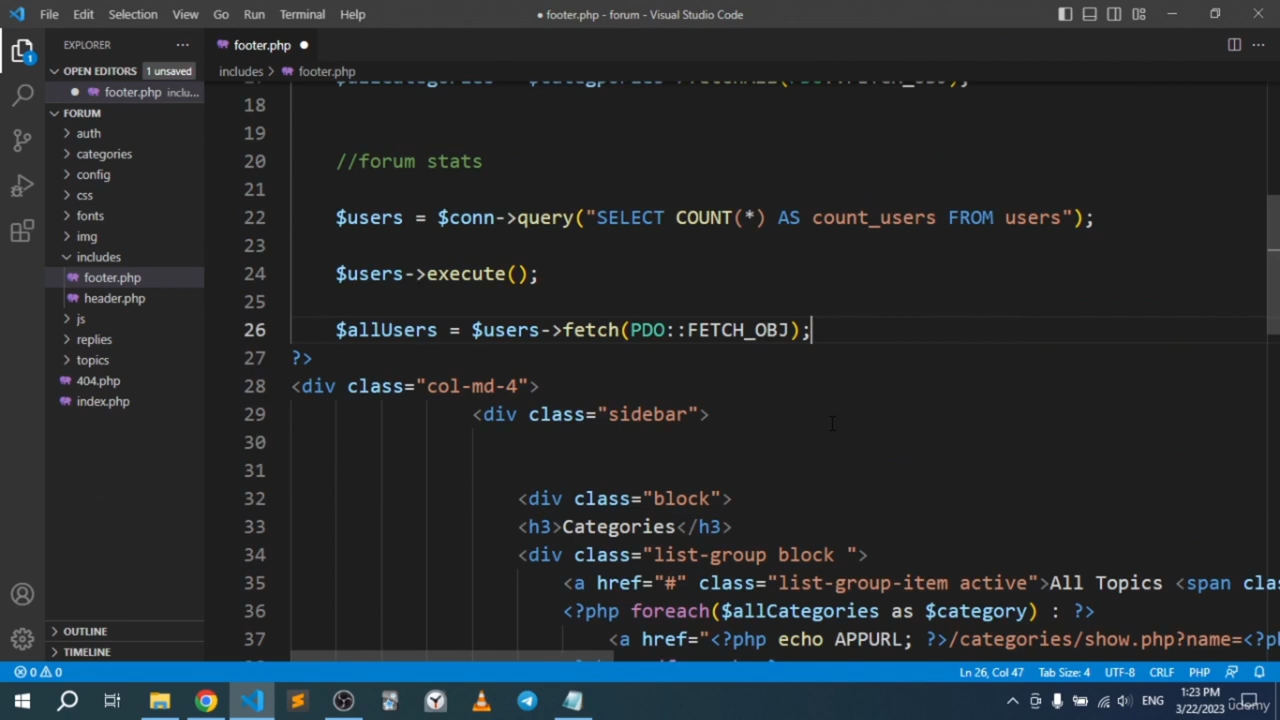 File Edit Selection View Go Run Terminal Help
● footer.php - forum - Visual Studio Code
EXPLORER
footer.php
OPEN EDITORS 1 unsaved
includes > footer.php
footer.php inclu...
FORUM
auth
categories
config
css
fonts
img
includes
footer.php
header.php
js
replies
topics
404.php
index.php
OUTLINE
TIMELINE
18
19
20 //forum stats
21
22 $users = $conn->query("SELECT COUNT(*) AS count_users FROM users");
23
24 $users->execute();
25
26 $allUsers = $users->fetch(PDO::FETCH_OBJ);
27 ?>
28 <div class="col-md-4">
29 <div class="sidebar">
30
31
32 <div class="block">
33 <h3>Categories</h3>
34 <div class="list-group block ">
35 <a href="#" class="list-group-item active">All Topics <span clas
36 <?php foreach($allCategories as $category) : ?>
37 <a href="<?php echo APPURL; ?>/categories/show.php?name=<?ph
0 0
Ln 26, Col 47 Tab Size: 4 UTF-8 CRLF PHP
ENG
1:23 PM
3/22/2023
udemy